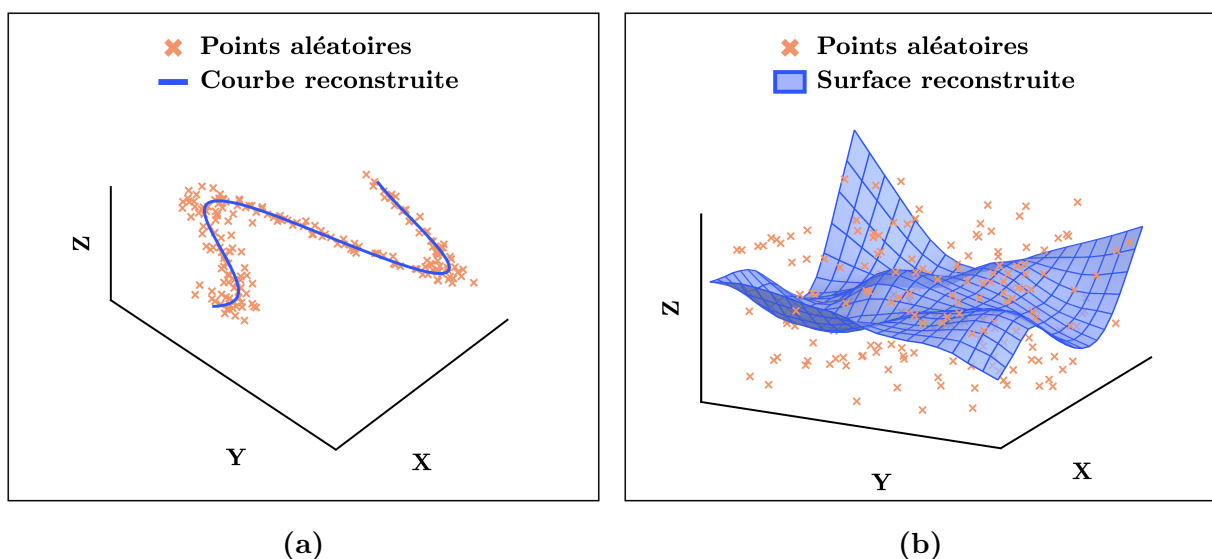 Points aléatoires
Courbe reconstruite
Z
Y
X
(a)
Points aléatoires
Surface reconstruite
Z
Y
X
(b)